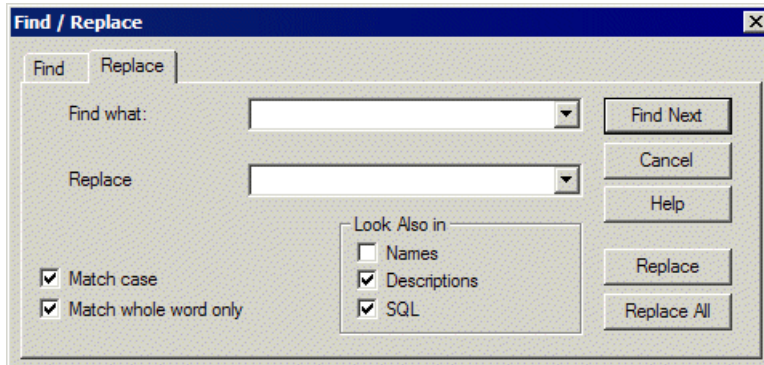 Find / Replace
Find
Replace
Find what:
Find Next
Cancel
Replace
Help
Look Also in
Names
Match case
Descriptions
Replace
Match whole word only
SQL
Replace All